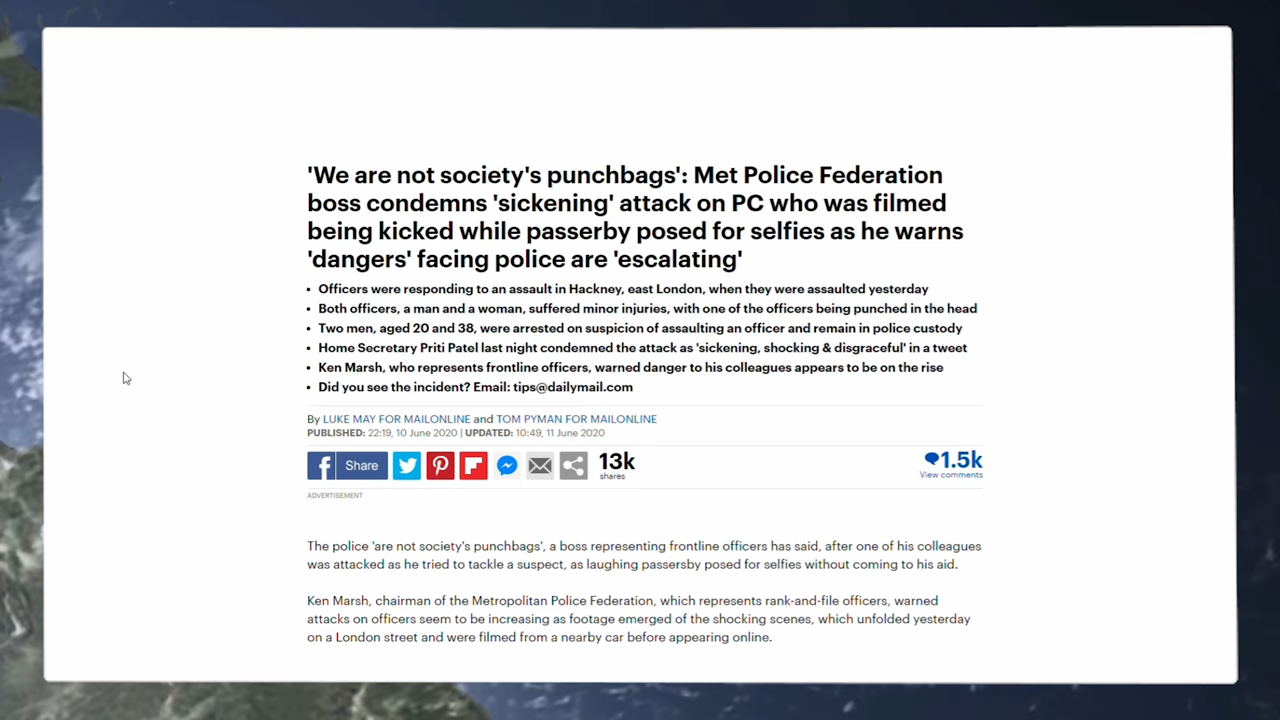 'We are not society's punchbags': Met Police Federation
boss condemns 'sickening' attack on PC who was filmed
being kicked while passerby posed for selfies as he warns
'dangers' facing police are 'escalating'
• Officers were responding to an assault in Hackney, east London, when they were assaulted yesterday
• Both officers, a man and a woman, suffered minor injuries, with one of the officers being punched in the head
• Two men, aged 20 and 38, were arrested on suspicion of assaulting an officer and remain in police custody
• Home Secretary Priti Patel last night condemned the attack as 'sickening, shocking & disgraceful' in a tweet
• Ken Marsh, who represents frontline officers, warned danger to his colleagues appears to be on the rise
• Did you see the incident? Email: tips@dailymail.com
By LUKE MAY FOR MAILONLINE and TOM PYMAN FOR MAILONLINE
PUBLISHED: 22:19, 10 June 2020 | UPDATED: 10:49, 11 June 2020
Share 13k 1.5k
shares View comments
ADVERTISEMENT
The police 'are not society's punchbags', a boss representing frontline officers has said, after one of his colleagues
was attacked as he tried to tackle a suspect, as laughing passersby posed for selfies without coming to his aid.
Ken Marsh, chairman of the Metropolitan Police Federation, which represents rank-and-file officers, warned
attacks on officers seem to be increasing as footage emerged of the shocking scenes, which unfolded yesterday
on a London street and were filmed from a nearby car before appearing online.